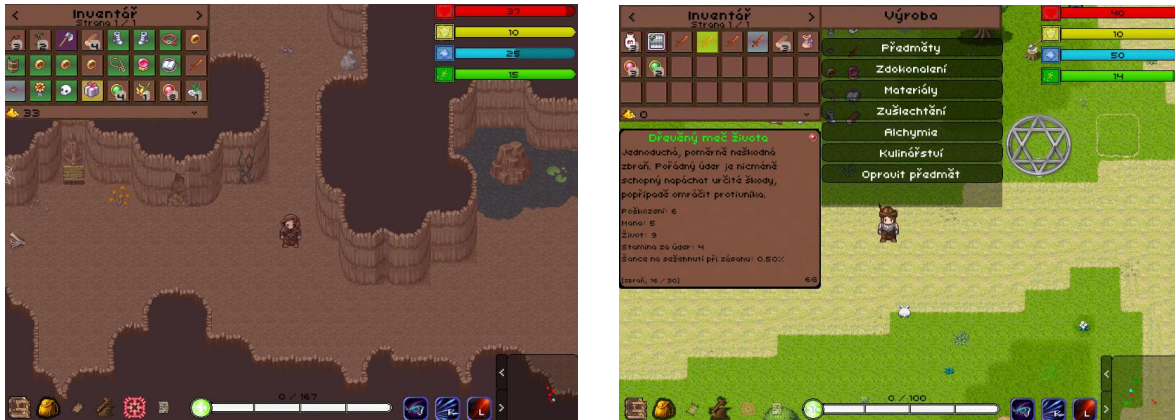 Inventář
Strana 1 / 1
33
37
10
25
15
0 / 167
L
Inventář
Strana 1 / 1
0
Výroba
Předměty
Zdokonalení
Materiály
Zušlechtění
Alchymie
Kulinářství
Opravit předmět
40
10
50
14
Dřevěný meč života
Jednoduchá, poměrně neškodná
zbraň. Pořádný úder je nicméně
schopný napáchat určité škody,
popřípadě omráčit protivníka.
Poškození: 6
Mana: 5
Život: 9
Stamina za úder: 4
Šance na sežehnutí při zásahu: 0.50%
[zbraň, 16 / 30]
6G
0 / 100
L